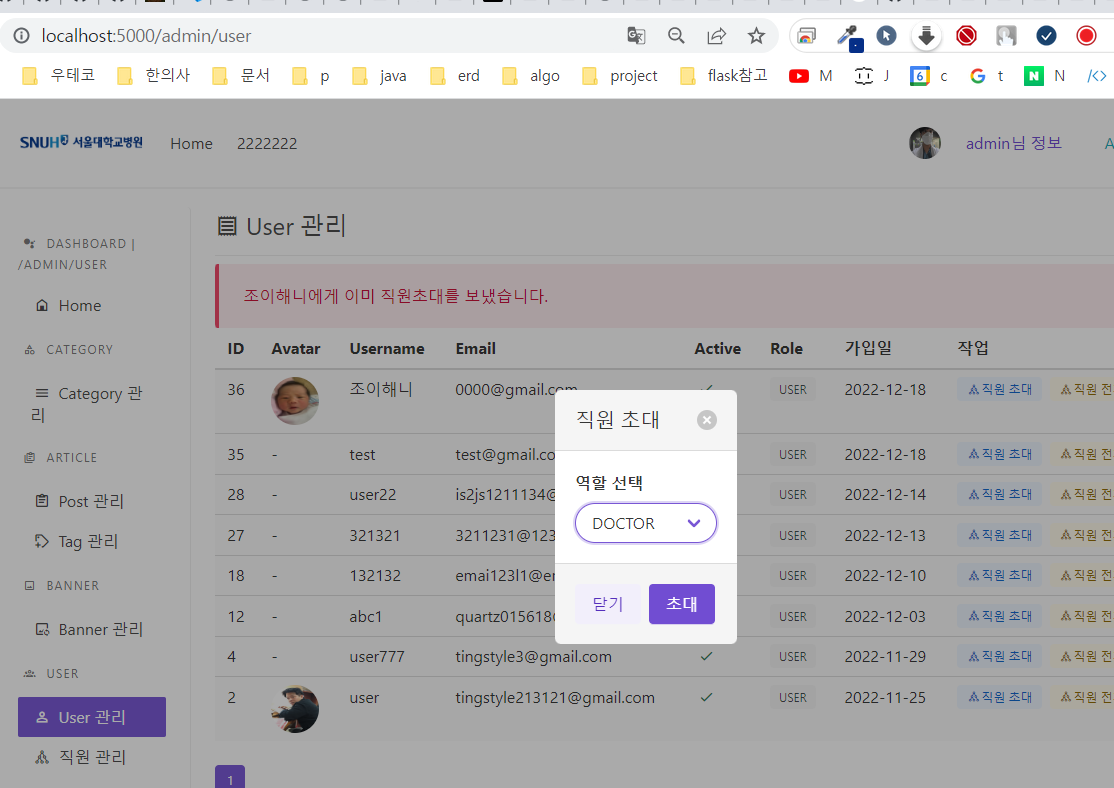 localhost:5000/admin/user
우테코 한의사 문서 p java erd algo project flask참고 M J c t N
SNUH 서울대학교병원 Home 2222222 admin님 정보 A
User 관리
DASHBOARD |
/ADMIN/USER
조이해니에게 이미 직원초대를 보냈습니다.
Home
CATEGORY
Category 관
리
ARTICLE
Post 관리
Tag 관리
BANNER
Banner 관리
USER
User 관리
직원 관리
ID Avatar Username Email Active Role 가입일 작업
36 조이해니 0000@gmail.com USER 2022-12-18 직원 초대 직원 전
35 - test test@gmail.co USER 2022-12-18 직원 초대 직원 전
28 - user22 is2js1211134@ USER 2022-12-14 직원 초대 직원 전
27 - 321321 3211231@123 USER 2022-12-13 직원 초대 직원 전
18 - 132132 emai123l1@e USER 2022-12-10 직원 초대 직원 전
12 - abc1 quartz015618 USER 2022-12-03 직원 초대 직원 전
4 - user777 tingstyle3@gmail.com USER 2022-11-29 직원 초대 직원 전
2 user tingstyle213121@gmail.com USER 2022-11-25 직원 초대 직원 전
1
직원 초대
역할 선택
DOCTOR
닫기 초대